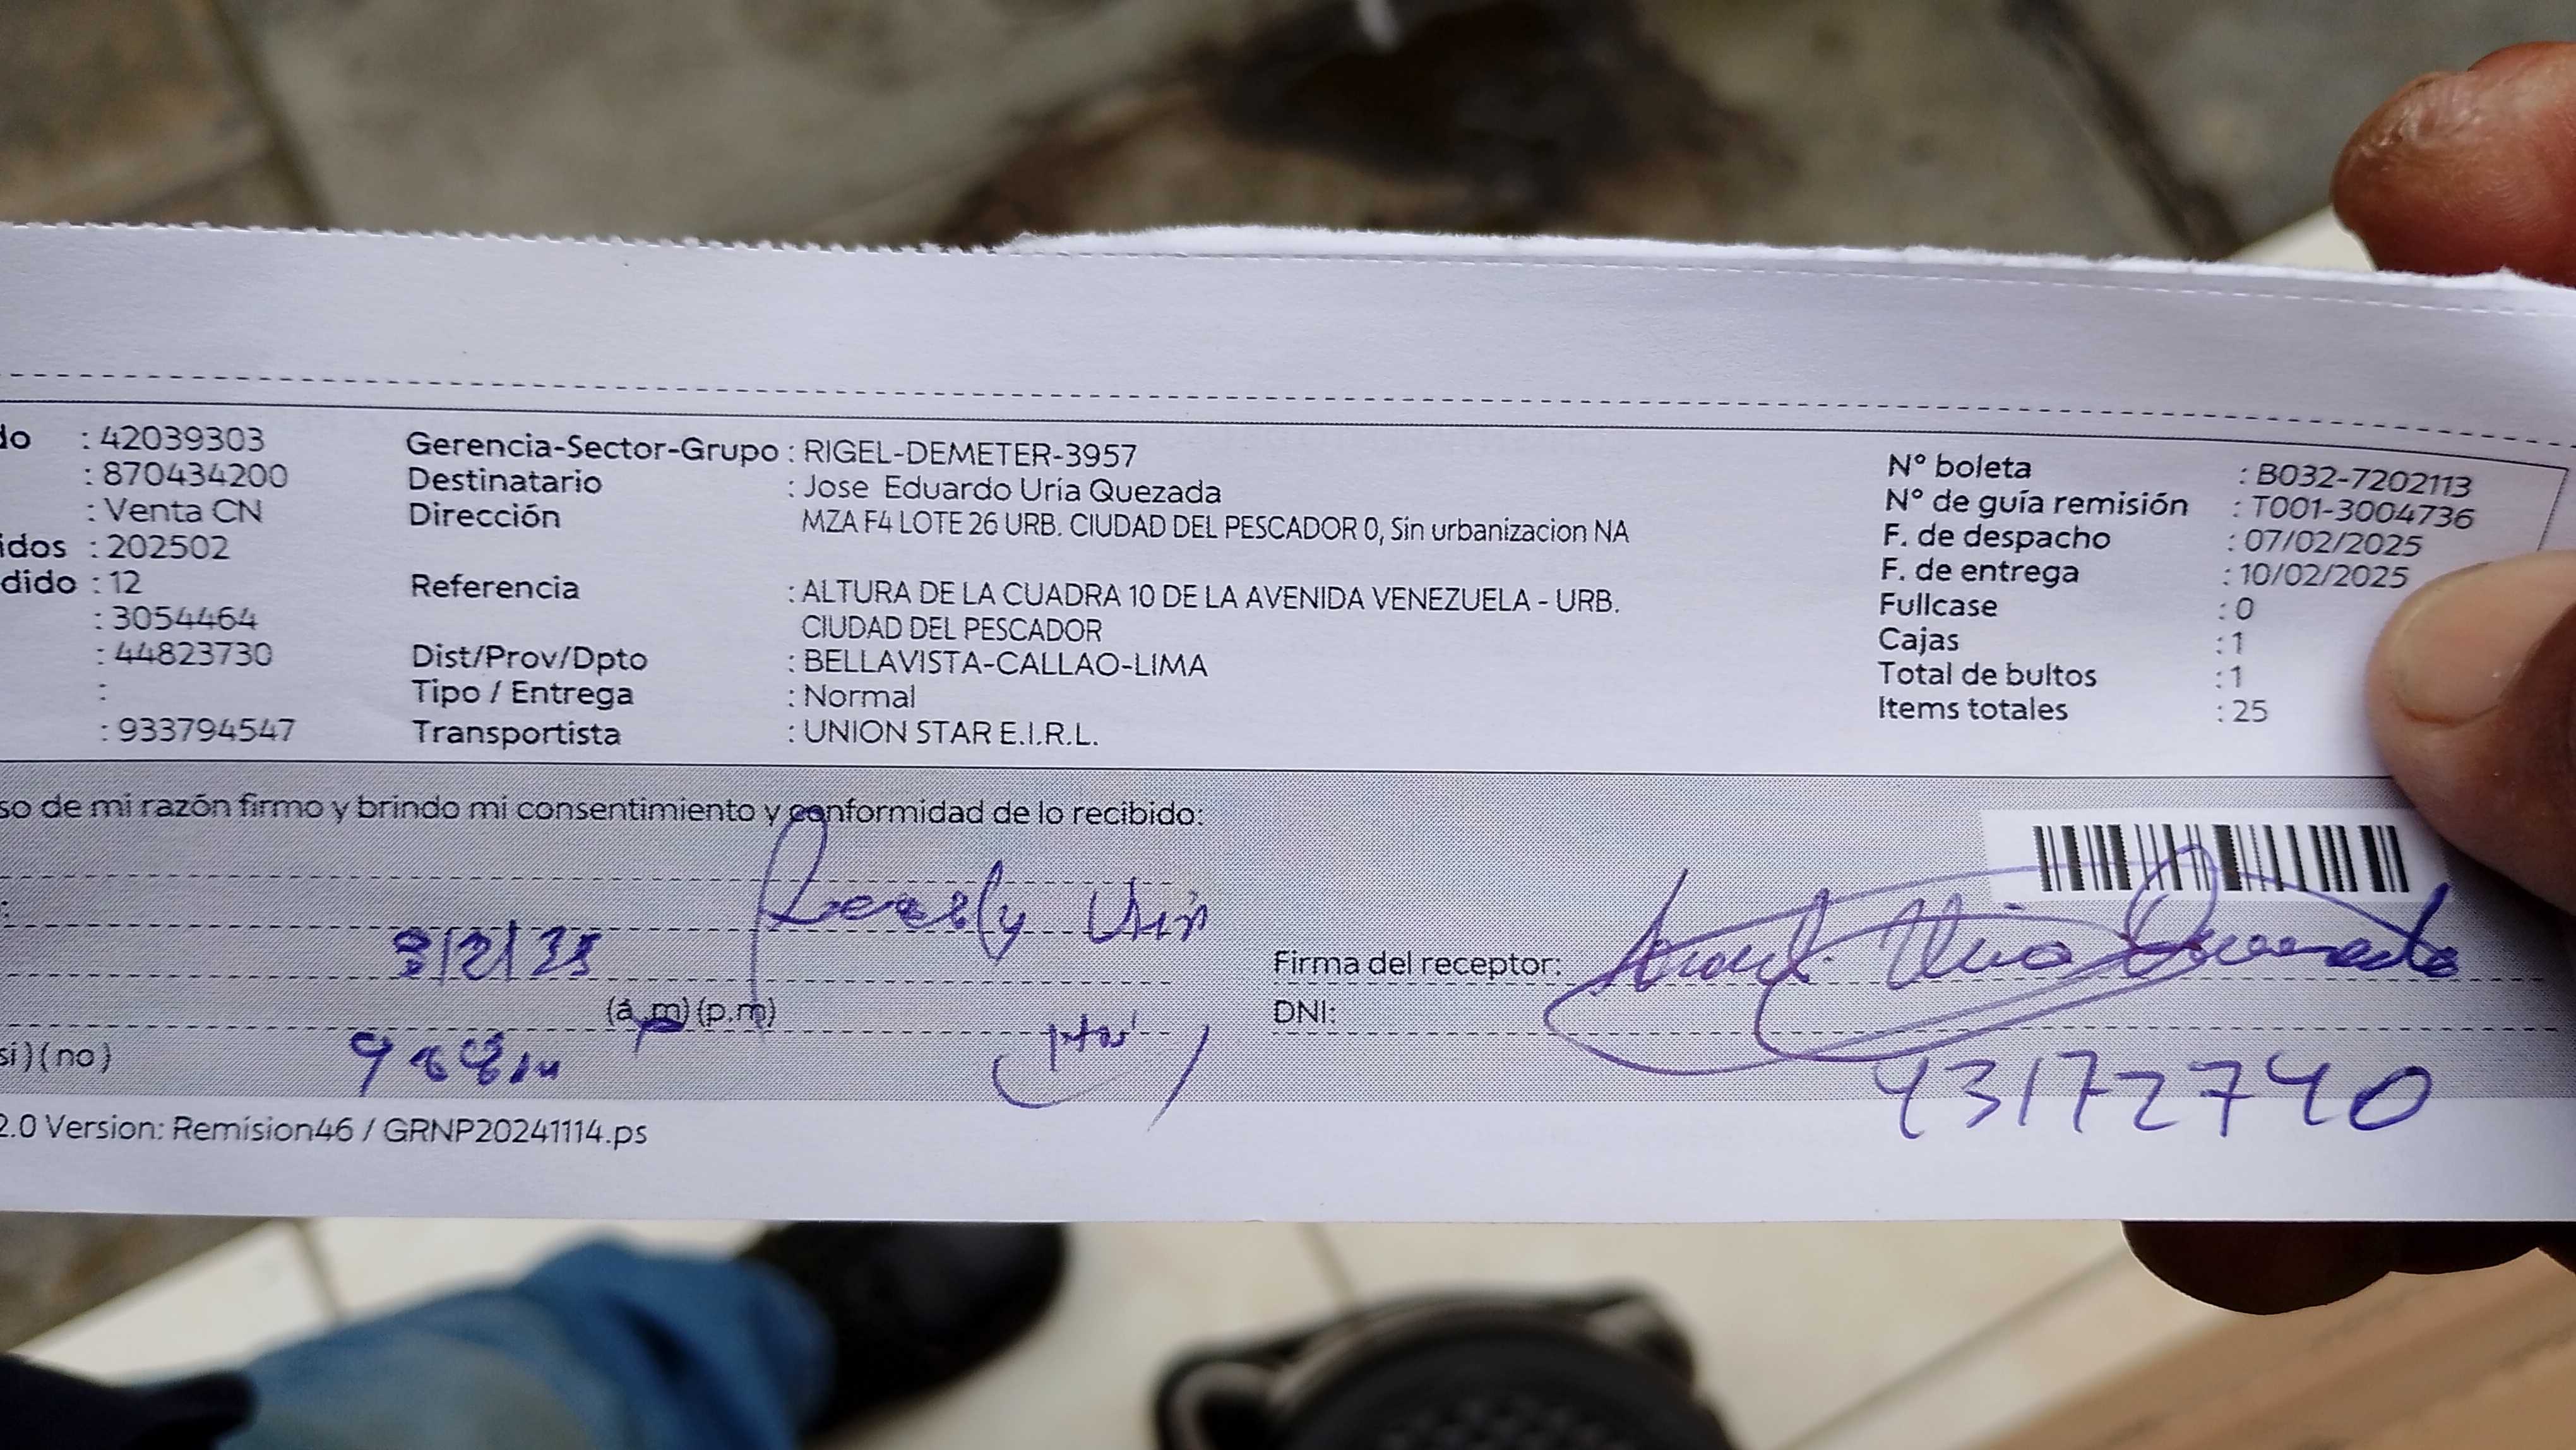 do : 42039303
: 870434200
: Venta CN
idos : 202502
dido : 12
: 3054464
: 44823730
:
: 933794547
Gerencia-Sector-Grupo : RIGEL-DEMETER-3957
Destinatario : Jose Eduardo Uría Quezada
Dirección MZA F4 LOTE 26 URB. CIUDAD DEL PESCADOR 0, Sin urbanizacion NA
Referencia : ALTURA DE LA CUADRA 10 DE LA AVENIDA VENEZUELA - URB.
CIUDAD DEL PESCADOR
Dist/Prov/Dpto : BELLAVISTA-CALLAO-LIMA
Tipo / Entrega : Normal
Transportista : UNION STAR E.I.R.L.
N° boleta : B032-7202113
N° de guía remisión : T001-3004736
F. de despacho : 07/02/2025
F. de entrega : 10/02/2025
Fullcase : 0
Cajas : 1
Total de bultos : 1
Items totales : 25
so de mi razón firmo y brindo mi consentimiento y conformidad de lo recibido:
:
Firma del receptor: Uria Quezada
(a.m) (p.m)
DNI:
si) (no)
43172740
2.0 Version: Remision46 / GRNP20241114.ps